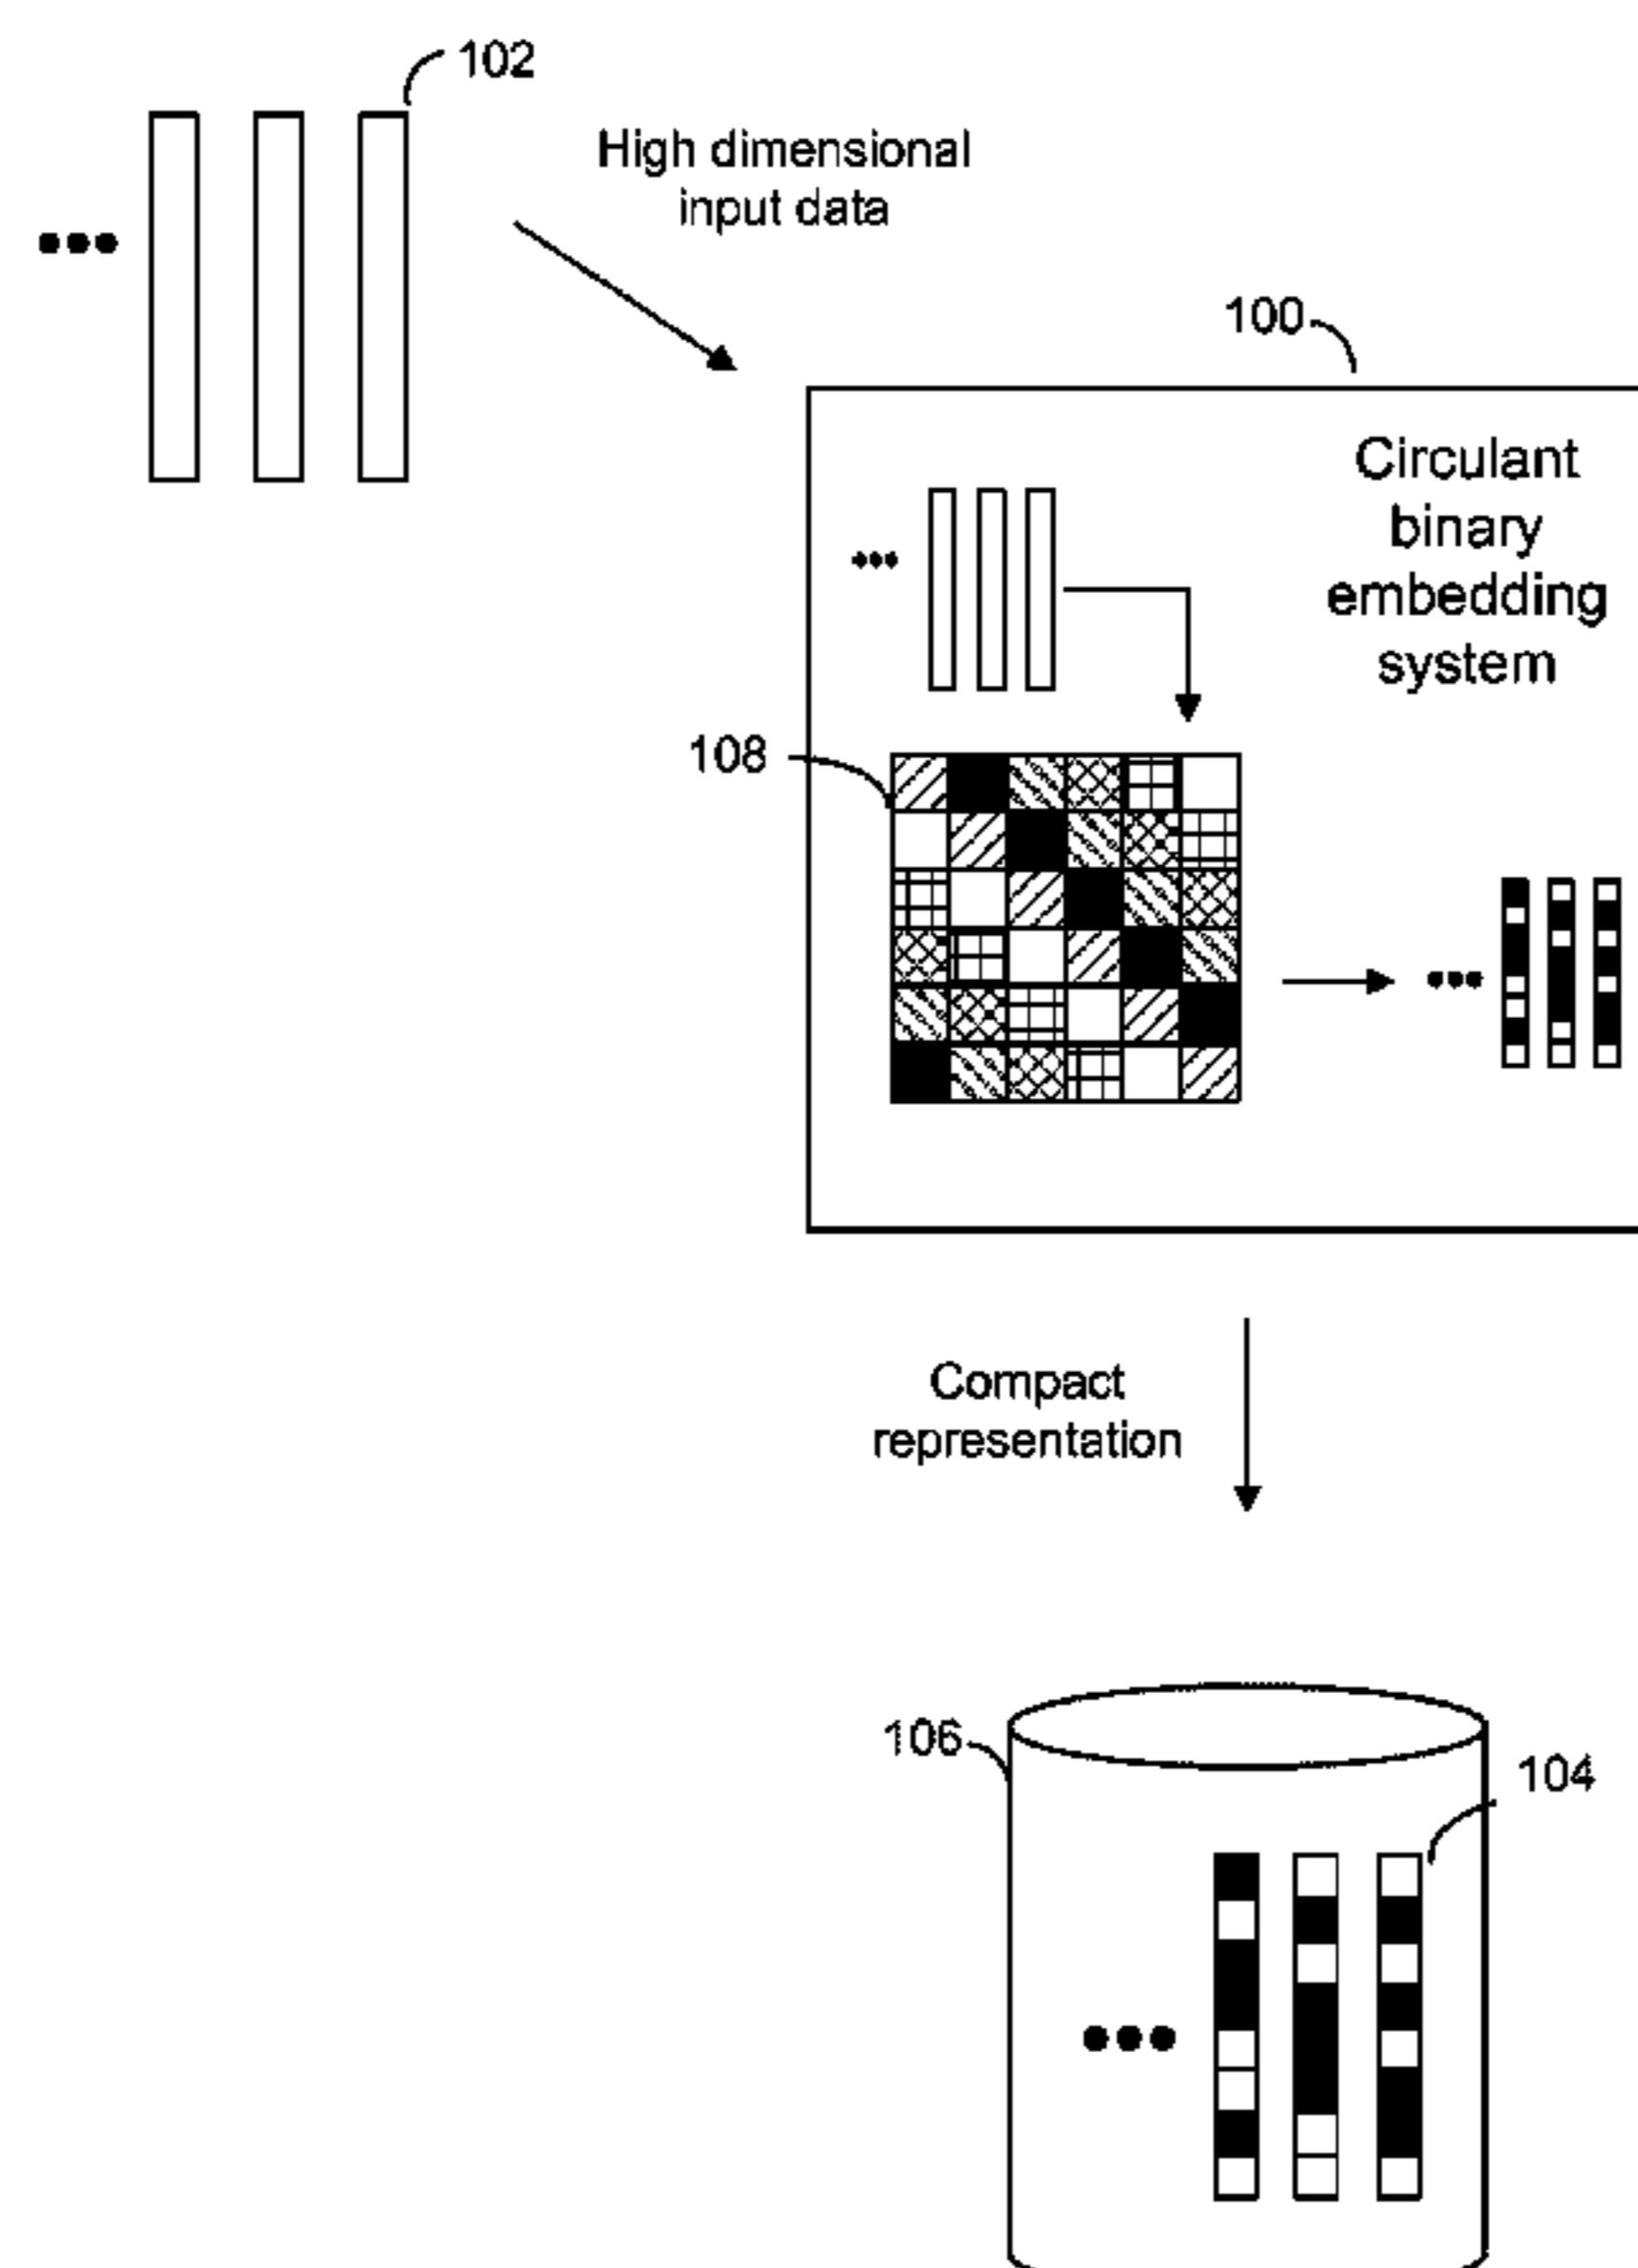 102
High dimensional
input data
100
Circulant
binary
embedding
system
108
Compact
representation
106
104